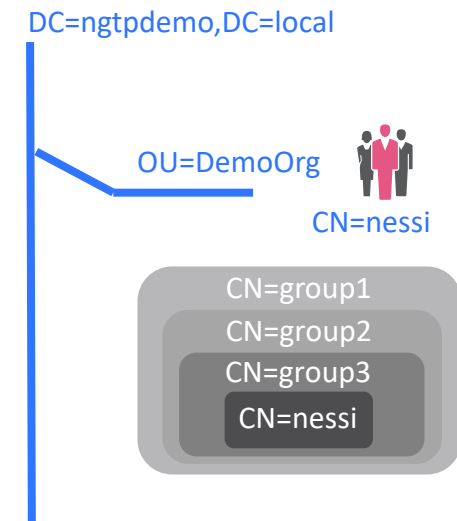 DC=ngtpdemo,DC=local
OU=DemoOrg
CN=nessi
CN=group1
CN=group2
CN=group3
CN=nessi